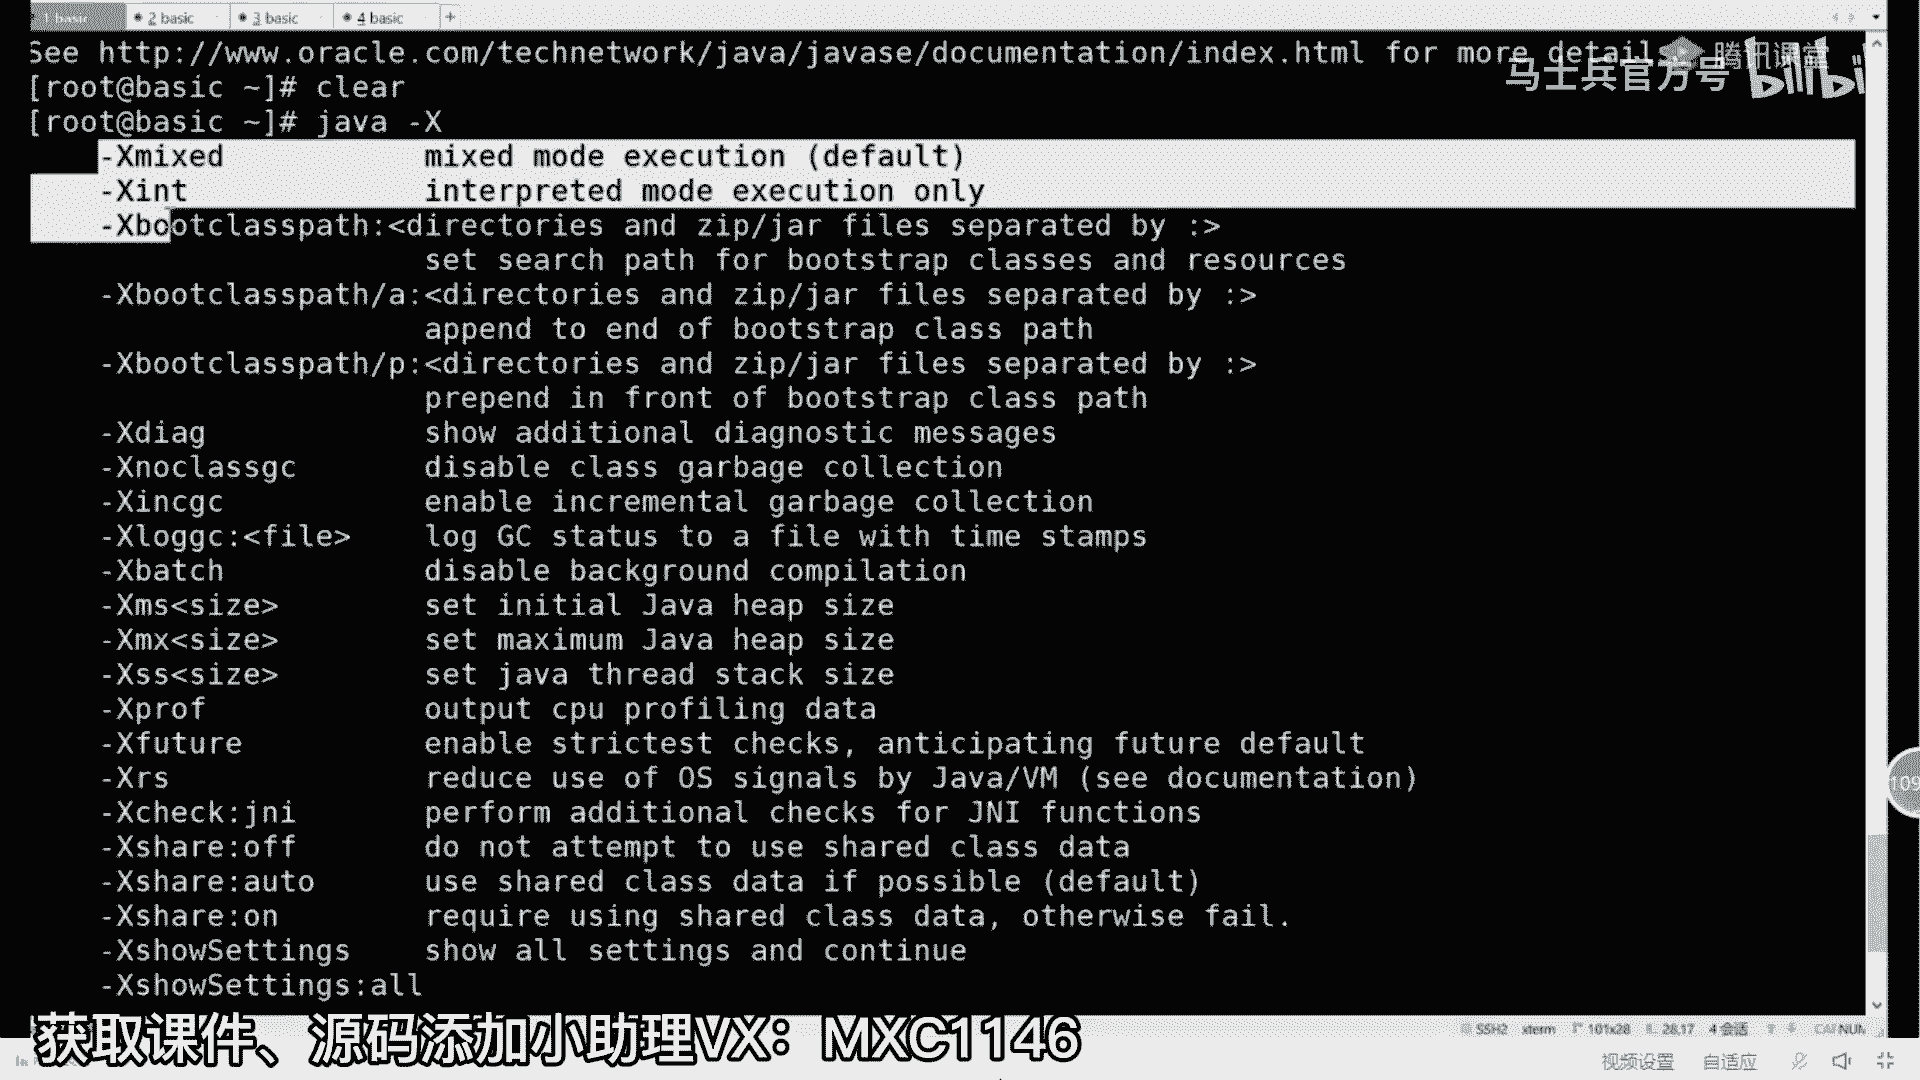 1 basic
2 basic
3 basic
4 basic
+
See http://www.oracle.com/technetwork/java/javase/documentation/index.html for more detail
腾讯课堂
马士兵官方号
bilibi
[root@basic ~]# clear
[root@basic ~]# java -X
-Xmixed mixed mode execution (default)
-Xint interpreted mode execution only
-Xbootclasspath:<directories and zip/jar files separated by :>
set search path for bootstrap classes and resources
-Xbootclasspath/a:<directories and zip/jar files separated by :>
append to end of bootstrap class path
-Xbootclasspath/p:<directories and zip/jar files separated by :>
prepend in front of bootstrap class path
-Xdiag show additional diagnostic messages
-Xnoclassgc disable class garbage collection
-Xincgc enable incremental garbage collection
-Xloggc:<file> log GC status to a file with time stamps
-Xbatch disable background compilation
-Xms<size> set initial Java heap size
-Xmx<size> set maximum Java heap size
-Xss<size> set java thread stack size
-Xprof output cpu profiling data
-Xfuture enable strictest checks, anticipating future default
-Xrs reduce use of OS signals by Java/VM (see documentation)
109
-Xcheck:jni perform additional checks for JNI functions
-Xshare:off do not attempt to use shared class data
-Xshare:auto use shared class data if possible (default)
-Xshare:on require using shared class data, otherwise fail.
-XshowSettings show all settings and continue
-XshowSettings:all
SSH2 xterm 101x28 28,17 4 会话 CAP NUM
获取课件、源码添加小助理VX：MXC1146
视频设置 自适应